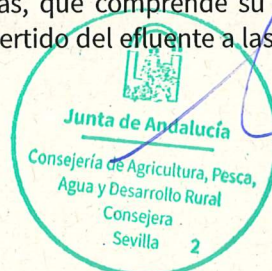 as, que comprende su
ertido del efluente a las
Junta de Andalucía
Consejería de Agricultura, Pesca,
Agua y Desarrollo Rural
Consejera
Sevilla 2